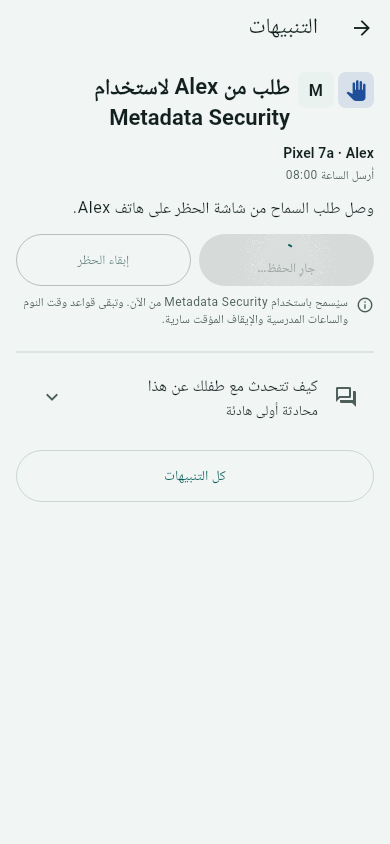 التنبيهات
M
طلب من Alex لاستخدام
Metadata Security
Pixel 7a · Alex
أُرسل الساعة 08:00
وصل طلب السماح من شاشة الحظر على هاتف Alex.
جارٍ الحفظ...
إبقاء الحظر
سيُسمح باستخدام Metadata Security من الآن. وتبقى قواعد وقت النوم
والساعات المدرسية والإيقاف المؤقت سارية.
كيف تتحدث مع طفلك عن هذا
محادثة أولى هادئة
كل التنبيهات